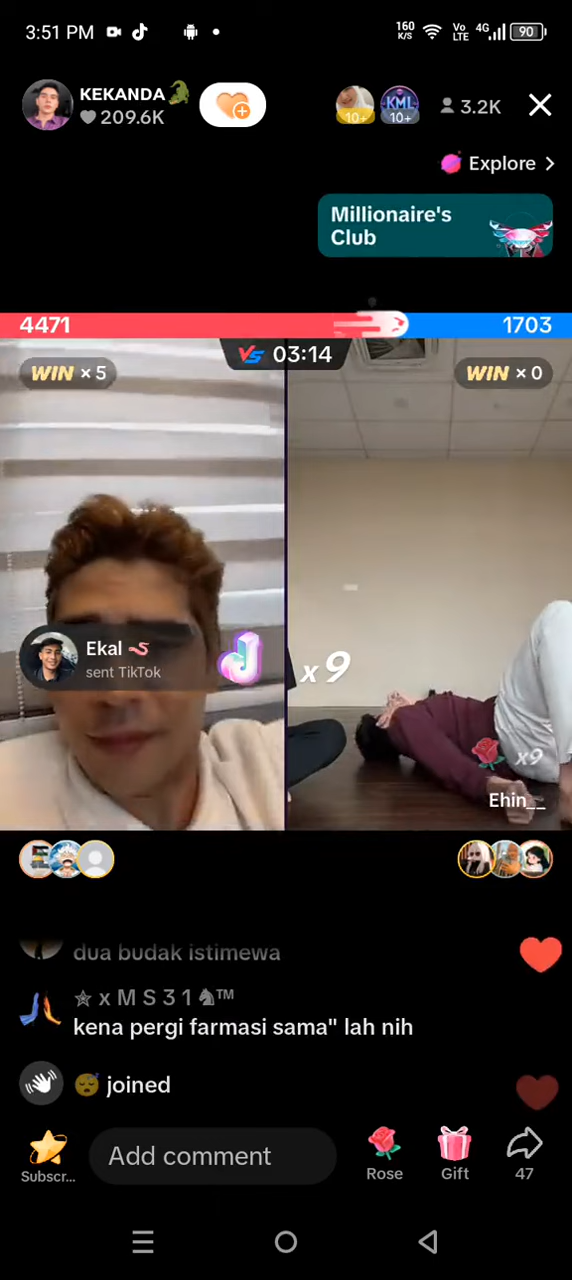 3:51 PM
160 K/S
Vo LTE 4G 90
KEKANDA🐊
209.6K
10+ KML 10+
3.2K
Explore
Millionaire's
Club
4471
1703
VS 03:14
WIN × 5
WIN × 0
Ekal
sent TikTok
x9
x9
Ehin__
dua budak istimewa
✯ x M S 3 1 ♞™
kena pergi farmasi sama" lah nih
😴 joined
Add comment
Subscr...
Rose
Gift
47